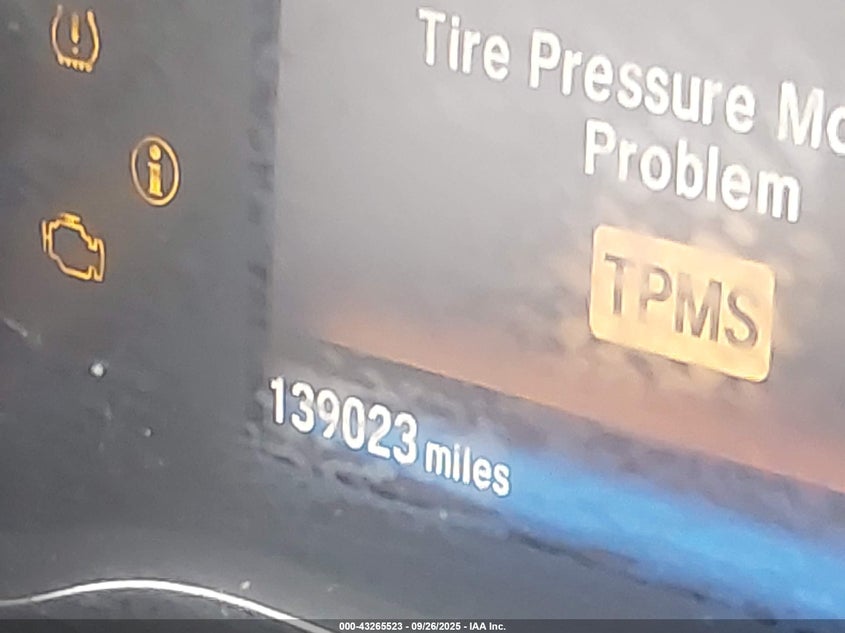 Tire Pressure Mo
Problem
TPMS
139023 miles
000-43265523 - 09/26/2025 - IAA Inc.